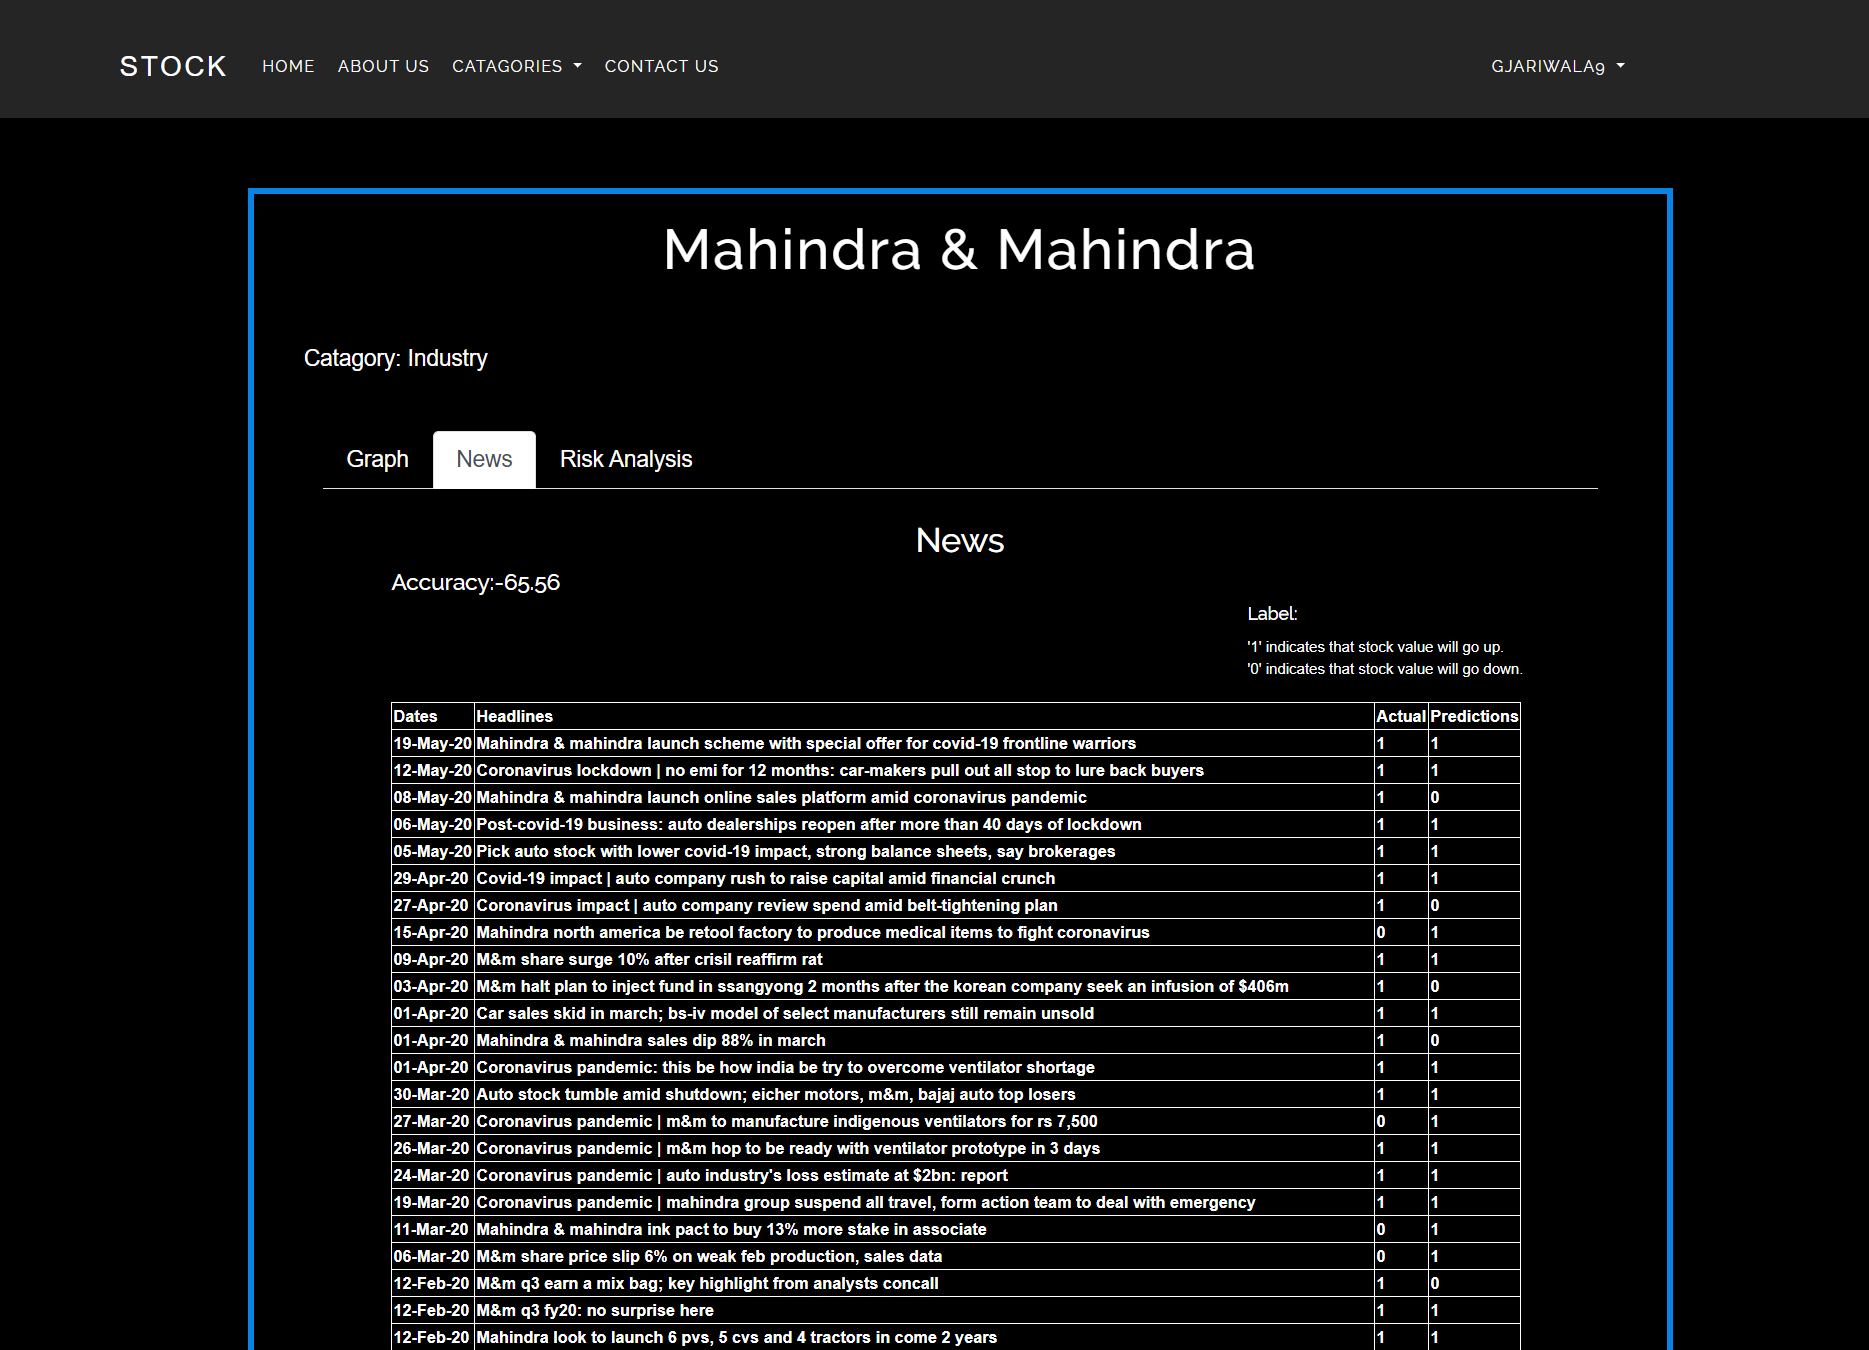 STOCK HOME ABOUT US CATAGORIES CONTACT US GJARIWALA9
Mahindra & Mahindra
Catagory: Industry
Graph News Risk Analysis
News
Accuracy:-65.56
Label:
'1' indicates that stock value will go up.
'0' indicates that stock value will go down.
Dates Headlines Actual Predictions
19-May-20 Mahindra & mahindra launch scheme with special offer for covid-19 frontline warriors 1 1
12-May-20 Coronavirus lockdown | no emi for 12 months: car-makers pull out all stop to lure back buyers 1 1
08-May-20 Mahindra & mahindra launch online sales platform amid coronavirus pandemic 1 0
06-May-20 Post-covid-19 business: auto dealerships reopen after more than 40 days of lockdown 1 1
05-May-20 Pick auto stock with lower covid-19 impact, strong balance sheets, say brokerages 1 1
29-Apr-20 Covid-19 impact | auto company rush to raise capital amid financial crunch 1 1
27-Apr-20 Coronavirus impact | auto company review spend amid belt-tightening plan 1 0
15-Apr-20 Mahindra north america be retool factory to produce medical items to fight coronavirus 0 1
09-Apr-20 M&m share surge 10% after crisil reaffirm rat 1 1
03-Apr-20 M&m halt plan to inject fund in ssangyong 2 months after the korean company seek an infusion of $406m 1 0
01-Apr-20 Car sales skid in march; bs-iv model of select manufacturers still remain unsold 1 1
01-Apr-20 Mahindra & mahindra sales dip 88% in march 1 0
01-Apr-20 Coronavirus pandemic: this be how india be try to overcome ventilator shortage 1 1
30-Mar-20 Auto stock tumble amid shutdown; eicher motors, m&m, bajaj auto top losers 1 1
27-Mar-20 Coronavirus pandemic | m&m to manufacture indigenous ventilators for rs 7,500 0 1
26-Mar-20 Coronavirus pandemic | m&m hop to be ready with ventilator prototype in 3 days 1 1
24-Mar-20 Coronavirus pandemic | auto industry's loss estimate at $2bn: report 1 1
19-Mar-20 Coronavirus pandemic | mahindra group suspend all travel, form action team to deal with emergency 1 1
11-Mar-20 Mahindra & mahindra ink pact to buy 13% more stake in associate 0 1
06-Mar-20 M&m share price slip 6% on weak feb production, sales data 0 1
12-Feb-20 M&m q3 earn a mix bag; key highlight from analysts concall 1 0
12-Feb-20 M&m q3 fy20: no surprise here 1 1
12-Feb-20 Mahindra look to launch 6 pvs, 5 cvs and 4 tractors in come 2 years 1 1